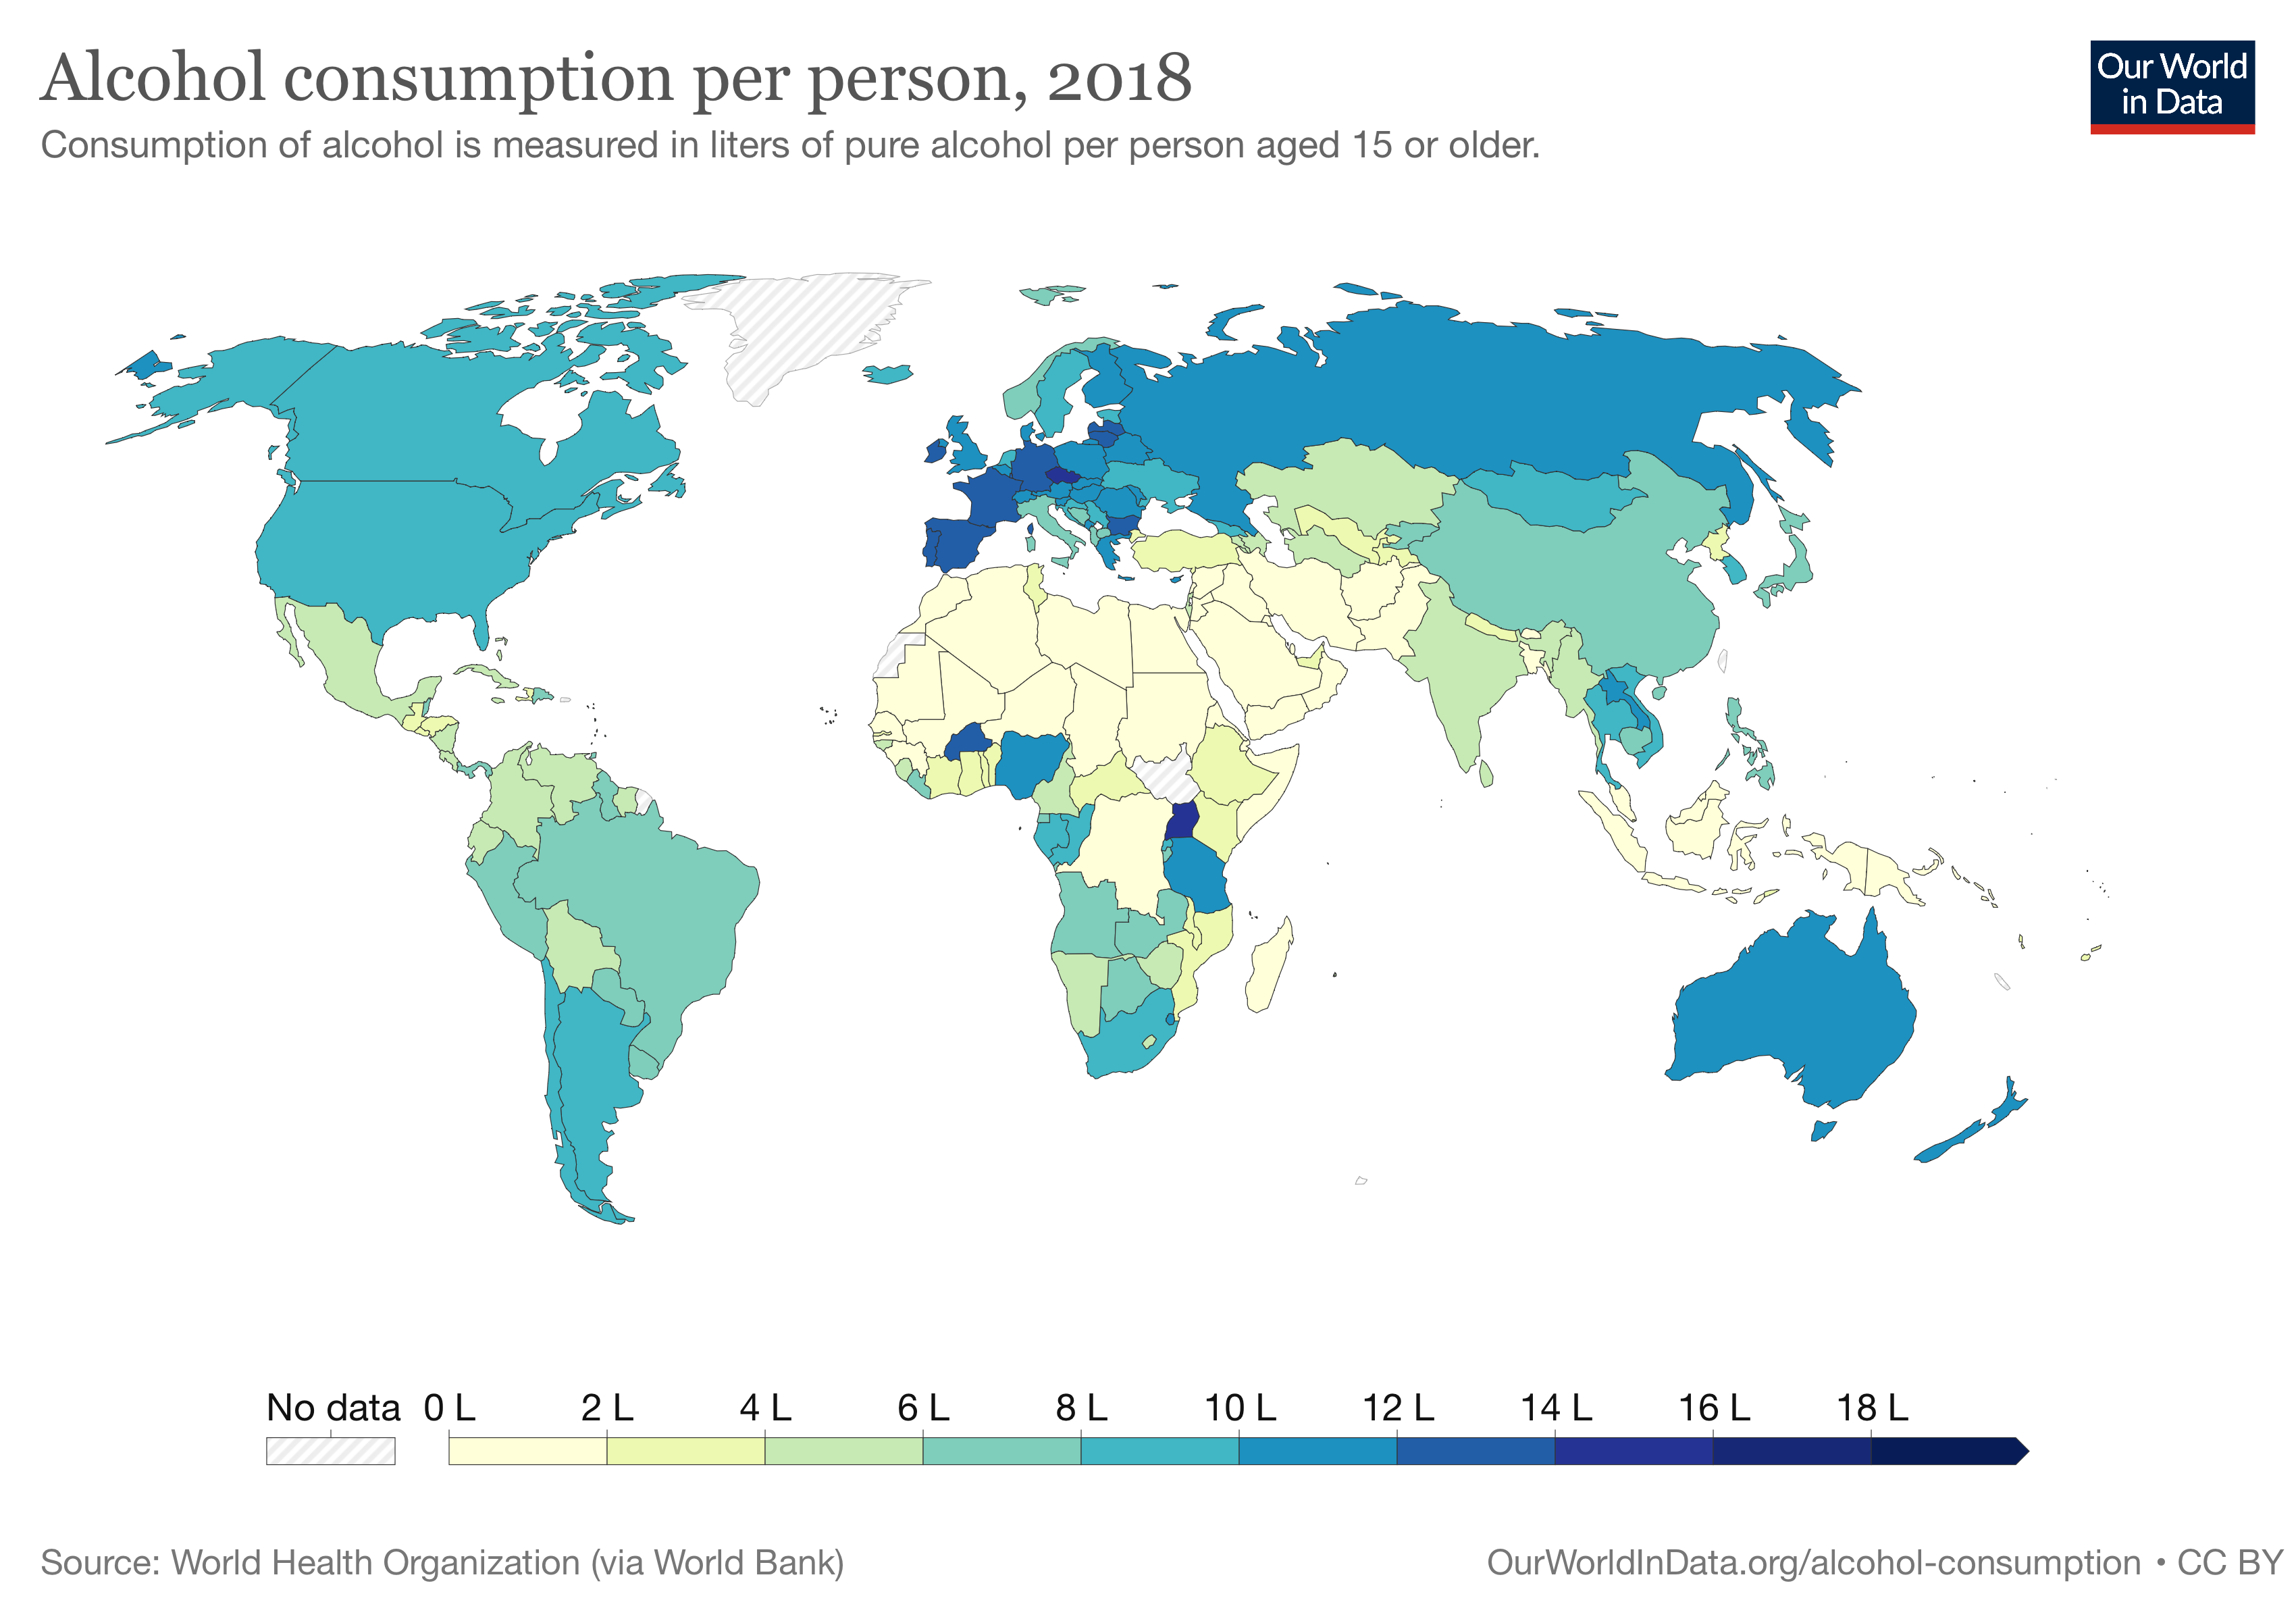 Alcohol consumption per person, 2018
Our World
in Data
Consumption of alcohol is measured in liters of pure alcohol per person aged 15 or older.
No data 0 L 2 L 4 L 6 L 8 L 10 L 12 L 14 L 16 L 18 L
Source: World Health Organization (via World Bank)
OurWorldInData.org/alcohol-consumption • CC BY